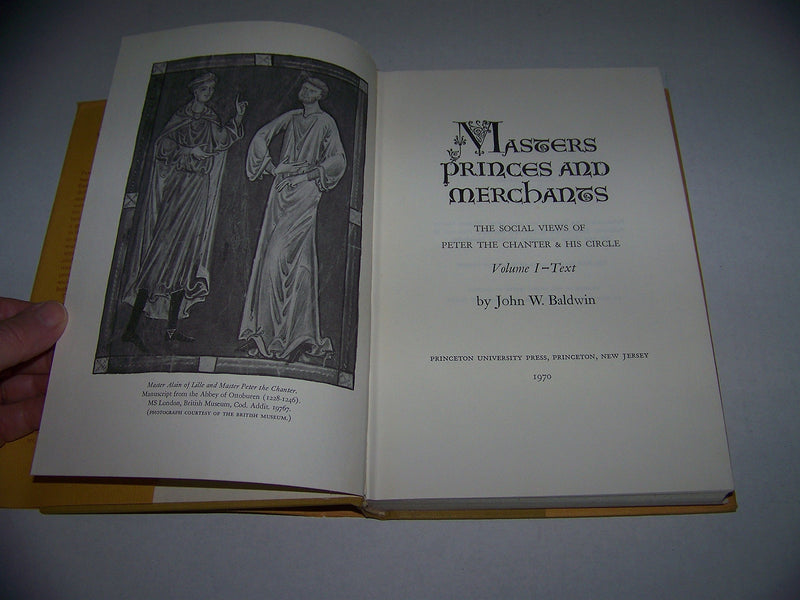 Master Alain of Lille and Master Peter the Chanter.
Manuscript from the Abbey of Ottoburen (1228-1246).
MS London, British Museum, Cod. Addit. 19767.
(PHOTOGRAPH COURTESY OF THE BRITISH MUSEUM.)
MASTERS
PRINCES AND
MERCHANTS
THE SOCIAL VIEWS OF
PETER THE CHANTER & HIS CIRCLE
Volume I—Text
by John W. Baldwin
PRINCETON UNIVERSITY PRESS, PRINCETON, NEW JERSEY
1970